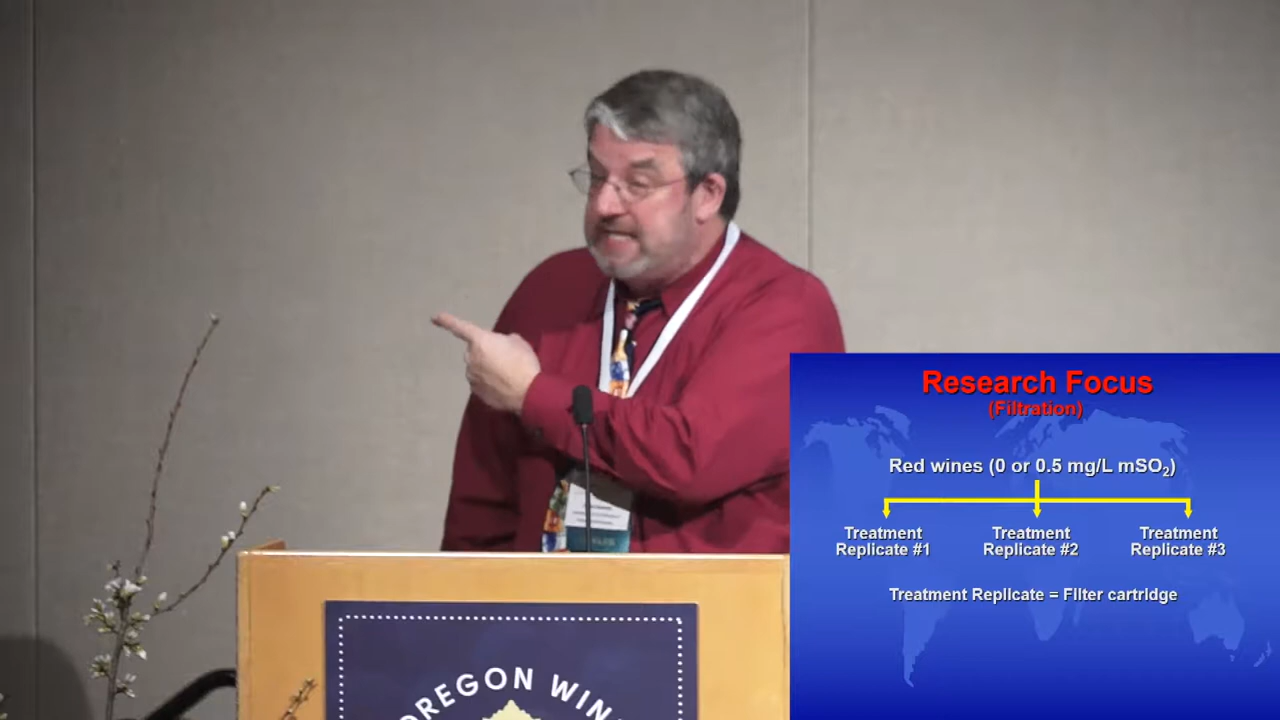 OREGON WIN
Research Focus
(Filtration)
Red wines (0 or 0.5 mg/L mSO₂)
Treatment
Replicate #1
Treatment
Replicate #2
Treatment
Replicate #3
Treatment Replicate = Filter cartridge